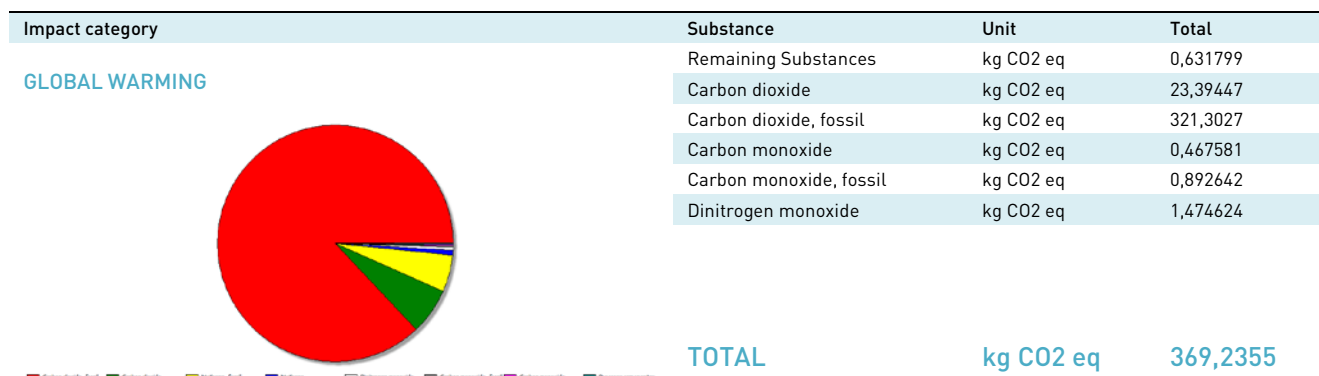 Impact category Substance Unit Total
GLOBAL WARMING
Remaining Substances kg CO2 eq 0,631799
Carbon dioxide kg CO2 eq 23,39447
Carbon dioxide, fossil kg CO2 eq 321,3027
Carbon monoxide kg CO2 eq 0,467581
Carbon monoxide, fossil kg CO2 eq 0,892642
Dinitrogen monoxide kg CO2 eq 1,474624
TOTAL kg CO2 eq 369,2355